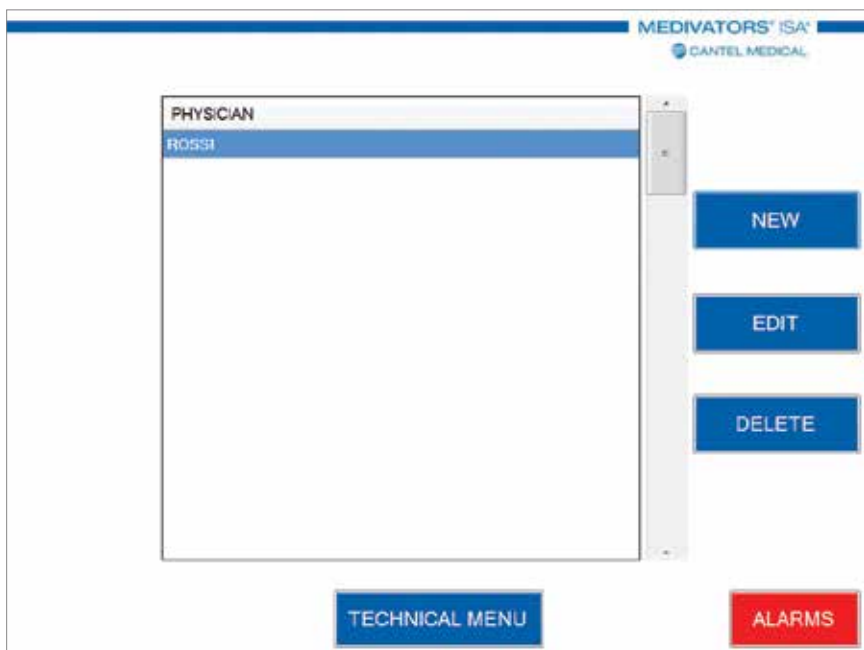 MEDIVATORS® ISA®
CANTEL MEDICAL
PHYSICIAN
ROSSI
NEW
EDIT
DELETE
TECHNICAL MENU
ALARMS